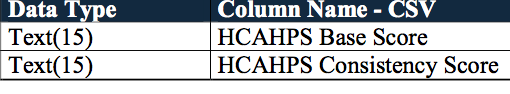 Data Type Column Name - CSV
Text(15) HCAHPS Base Score
Text(15) HCAHPS Consistency Score